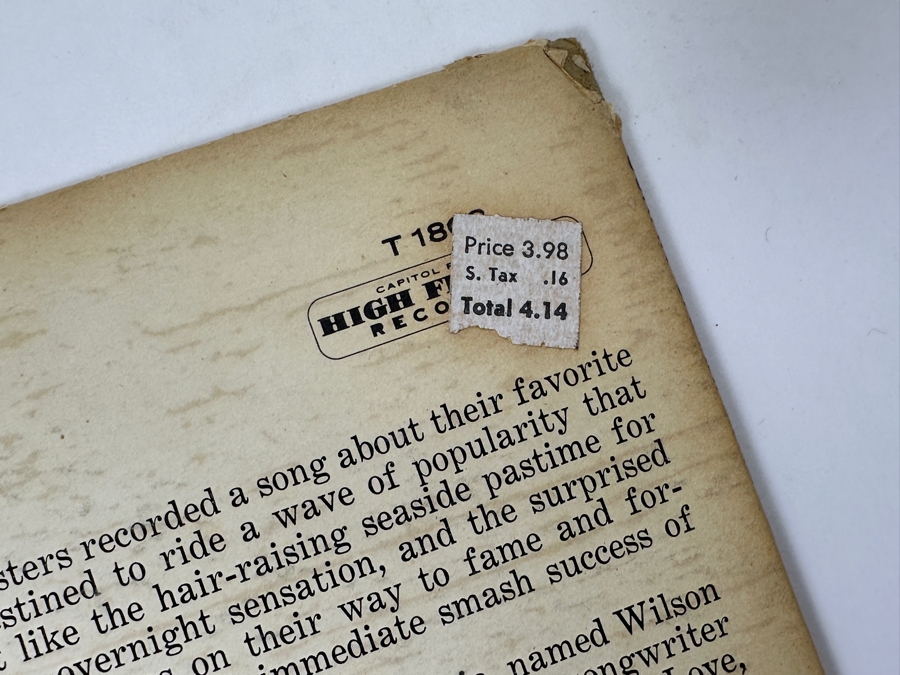 T 18
Price 3.98
S. Tax .16
Total 4.14
CAPITOL
HIGH
RECO
sters recorded a song about their favorite
stined to ride a wave of popularity that
like the hair-raising seaside pastime for
overnight sensation, and the surprised
on their way to fame and for-
immediate smash success of
named Wilson
songwriter
Love,